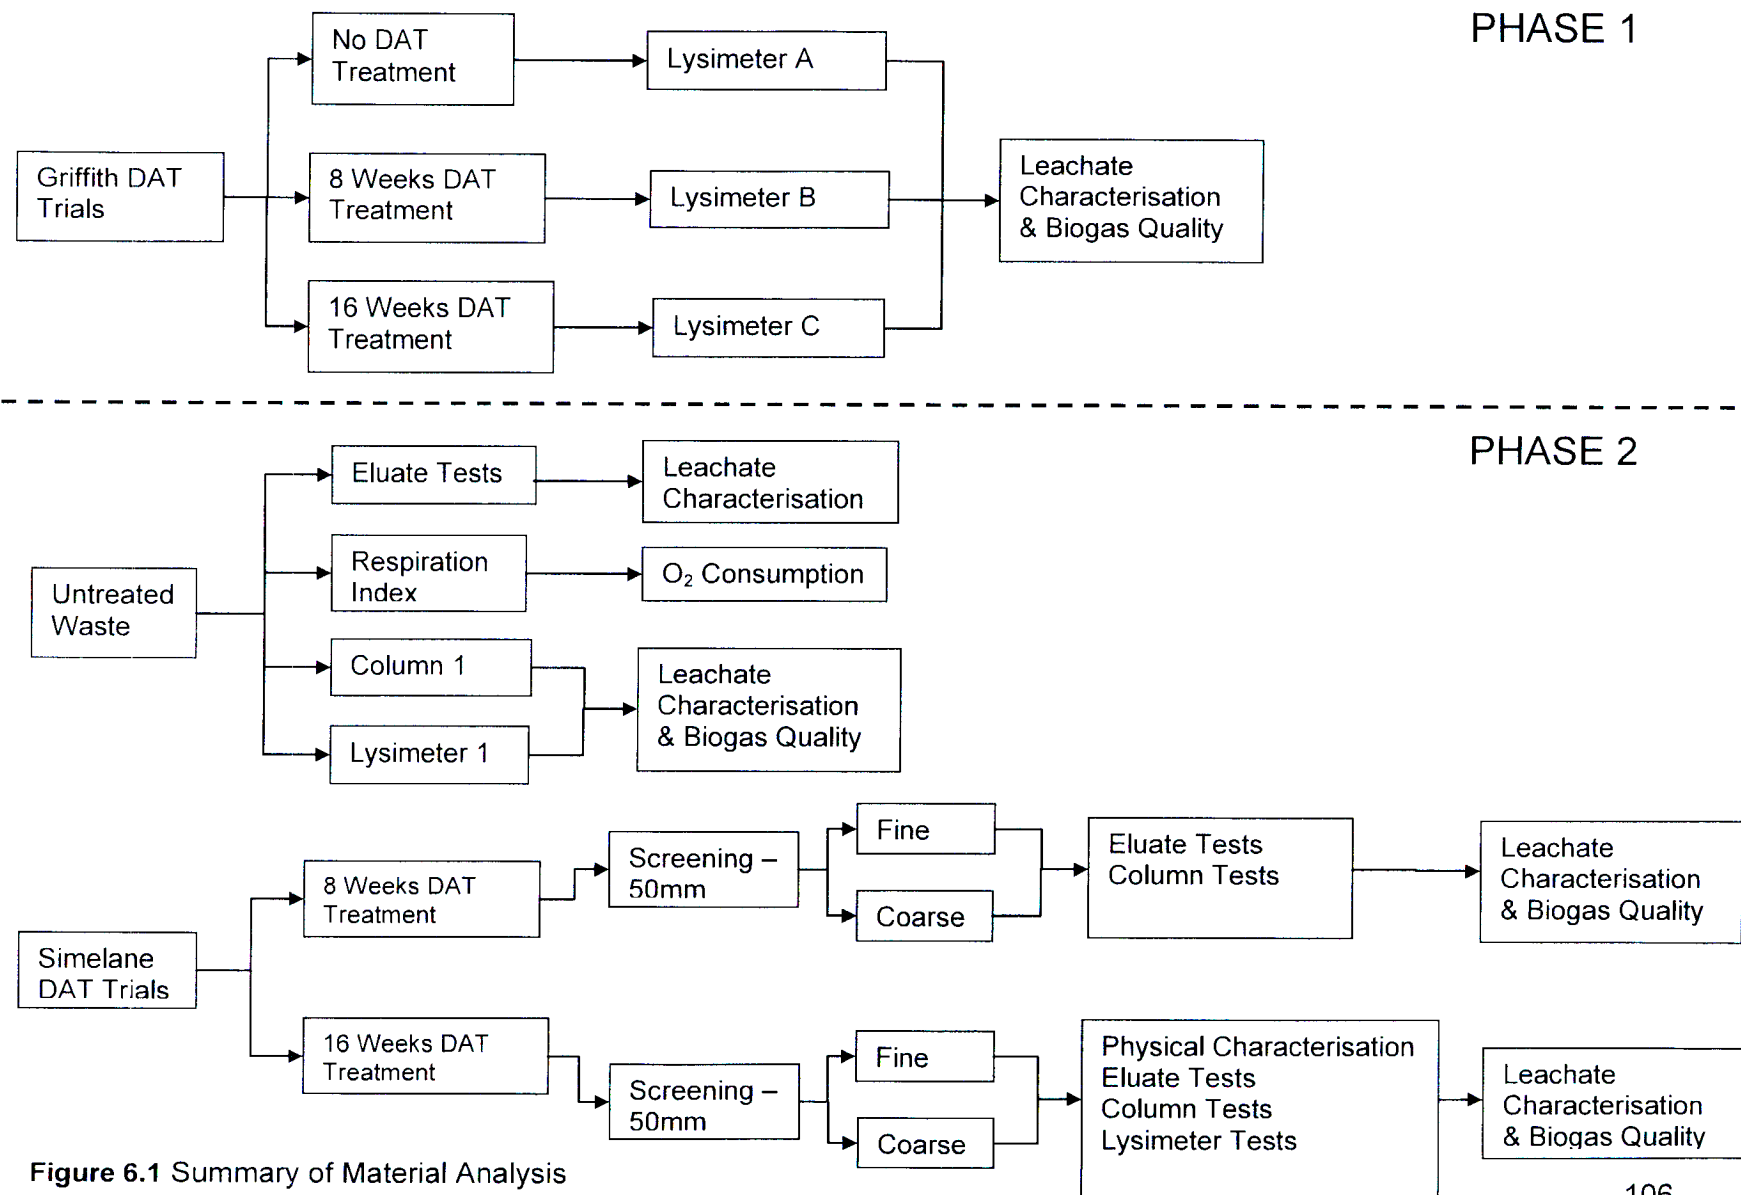 PHASE 1
No DAT
Treatment
Lysimeter A
Griffith DAT
Trials
8 Weeks DAT
Treatment
Lysimeter B
Leachate
Characterisation
& Biogas Quality
16 Weeks DAT
Treatment
Lysimeter C
PHASE 2
Eluate Tests
Leachate
Characterisation
Untreated
Waste
Respiration
Index
O₂ Consumption
Column 1
Lysimeter 1
Leachate
Characterisation
& Biogas Quality
Simelane
DAT Trials
8 Weeks DAT
Treatment
Screening –
50mm
Fine
Coarse
Eluate Tests
Column Tests
Leachate
Characterisation
& Biogas Quality
16 Weeks DAT
Treatment
Screening –
50mm
Fine
Coarse
Physical Characterisation
Eluate Tests
Column Tests
Lysimeter Tests
Leachate
Characterisation
& Biogas Quality
Figure 6.1 Summary of Material Analysis
106